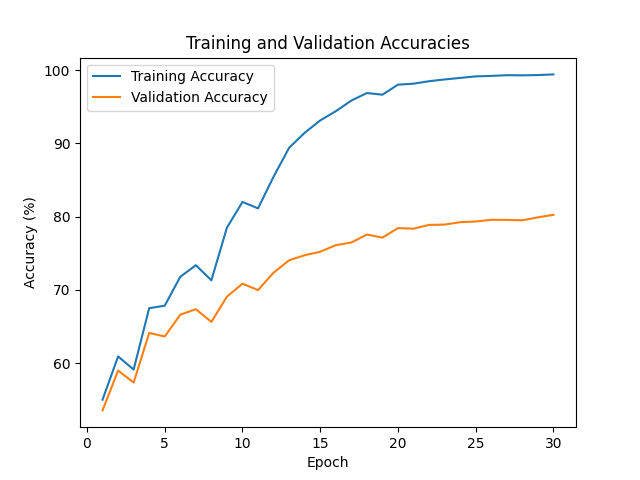 Training and Validation Accuracies
Training Accuracy
Validation Accuracy
Accuracy (%)
100
90
80
70
60
0 5 10 15 20 25 30
Epoch